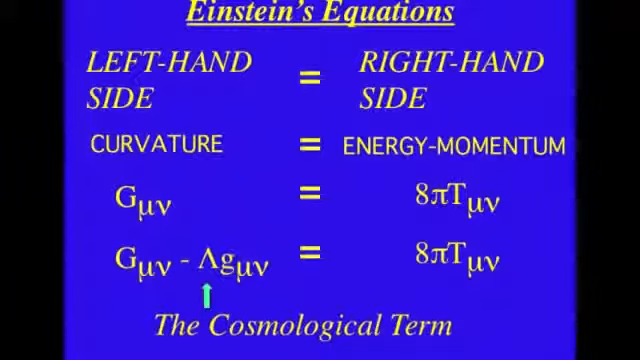 Einstein's Equations
LEFT-HAND SIDE = RIGHT-HAND SIDE
CURVATURE = ENERGY-MOMENTUM
Gμν = 8πTμν
Gμν - Λgμν = 8πTμν
The Cosmological Term